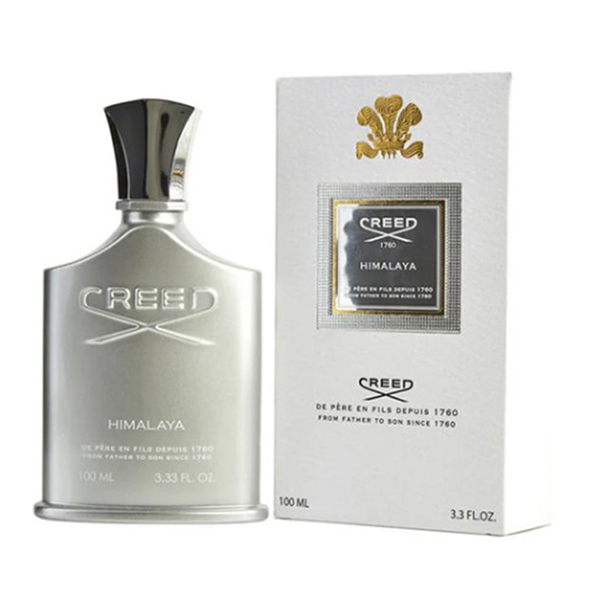 CREED
HIMALAYA
DE PÈRE EN FILS DEPUIS 1760
FROM FATHER TO SON SINCE 1760
100 ML 3.33 FL. OZ.
CREED
1760
HIMALAYA
DE PÈRE EN FILS DEPUIS 1760
FROM FATHER TO SON SINCE 1760
CREED
DE PÈRE EN FILS DEPUIS 1760
FROM FATHER TO SON SINCE 1760
100 ML 3.3 FL.OZ.